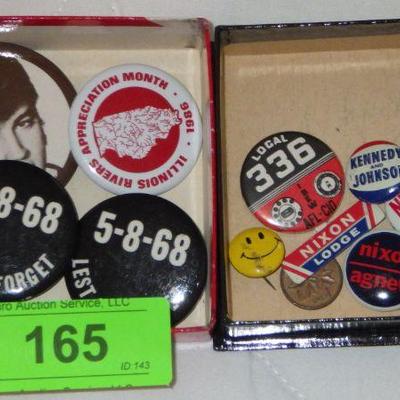 ILLINOIS RIVERS APPRECIATION MONTH • 1986 •
8-68
FORGET
5-8-68
LEST
Auction Service, LLC
165
ID:143
LOCAL
336
AFL-CIO
KENNEDY
AND
JOHNSON
NIXON
LODGE
nixon
agnew